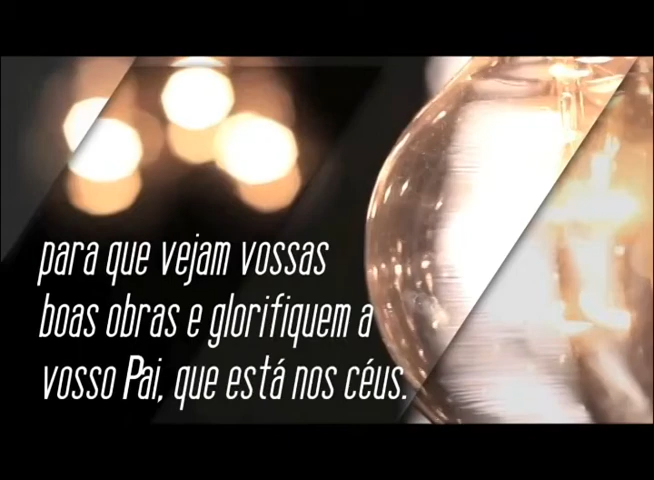 para que vejam vossas
boas obras e glorifiquem a
vosso Pai, que está nos céus.